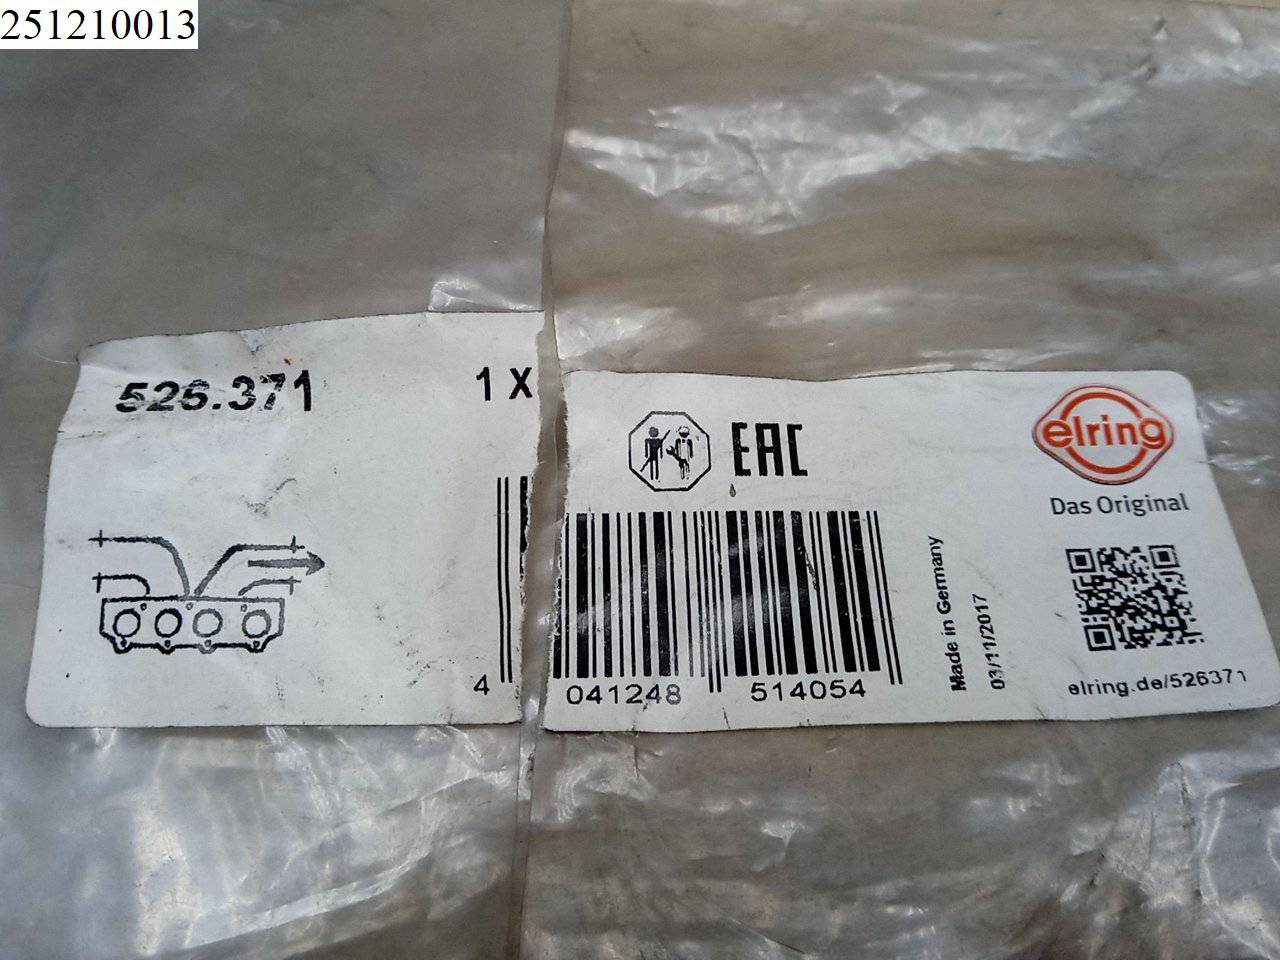 251210013
526.371
1 X
EAC
elring
Das Original
Made in Germany
03/11/2017
4 041248 514054
elring.de/526371